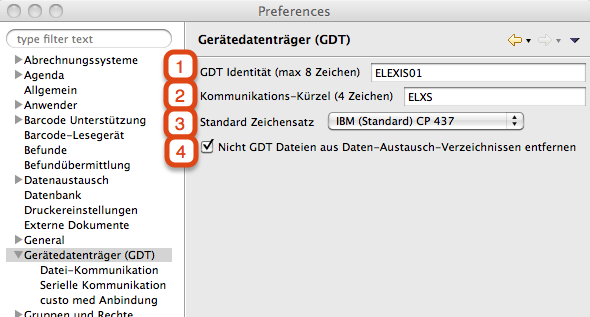 Preferences
type filter text
Abrechnungssysteme
Agenda
Allgemein
Anwender
Barcode Unterstützung
Barcode-Lesegerät
Befunde
Befundübermittlung
Datenaustausch
Datenbank
Druckereinstellungen
Externe Dokumente
General
Gerätedatenträger (GDT)
Datei-Kommunikation
Serielle Kommunikation
custo med Anbindung
Gruppen und Rechte
Gerätedatenträger (GDT)
1 GDT Identität (max 8 Zeichen) ELEXIS01
2 Kommunikations-Kürzel (4 Zeichen) ELXS
3 Standard Zeichensatz IBM (Standard) CP 437
4 Nicht GDT Dateien aus Daten-Austausch-Verzeichnissen entfernen